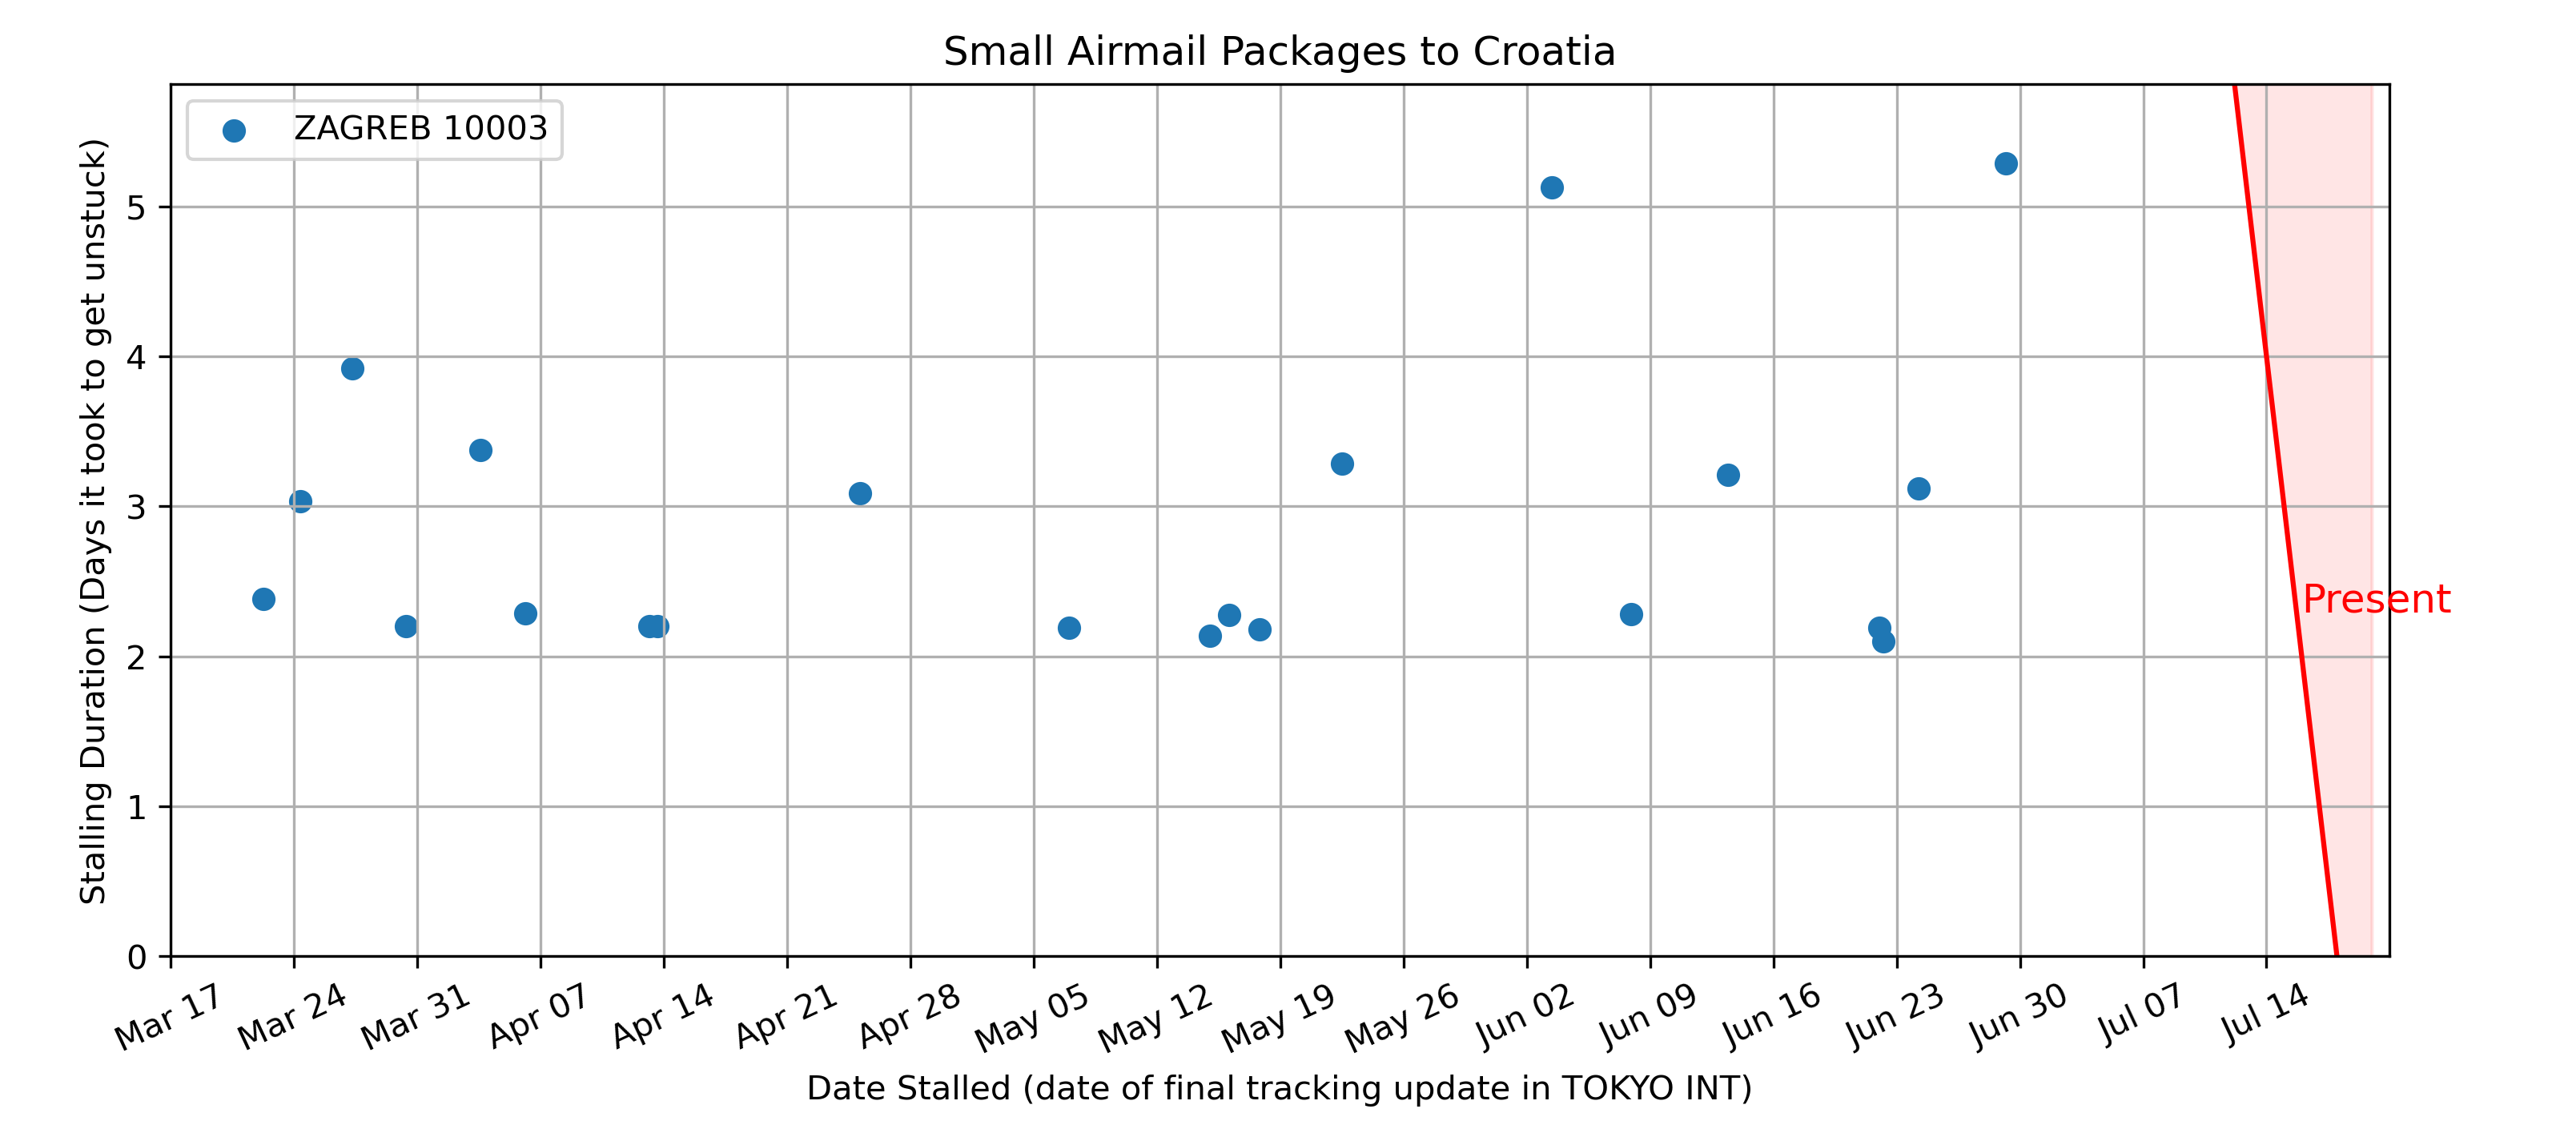 Small Airmail Packages to Croatia
ZAGREB 10003
Stalling Duration (Days it took to get unstuck)
5
4
3
2
1
0
Present
Mar 17
Mar 24
Mar 31
Apr 07
Apr 14
Apr 21
Apr 28
May 05
May 12
May 19
May 26
Jun 02
Jun 09
Jun 16
Jun 23
Jun 30
Jul 07
Jul 14
Date Stalled (date of final tracking update in TOKYO INT)